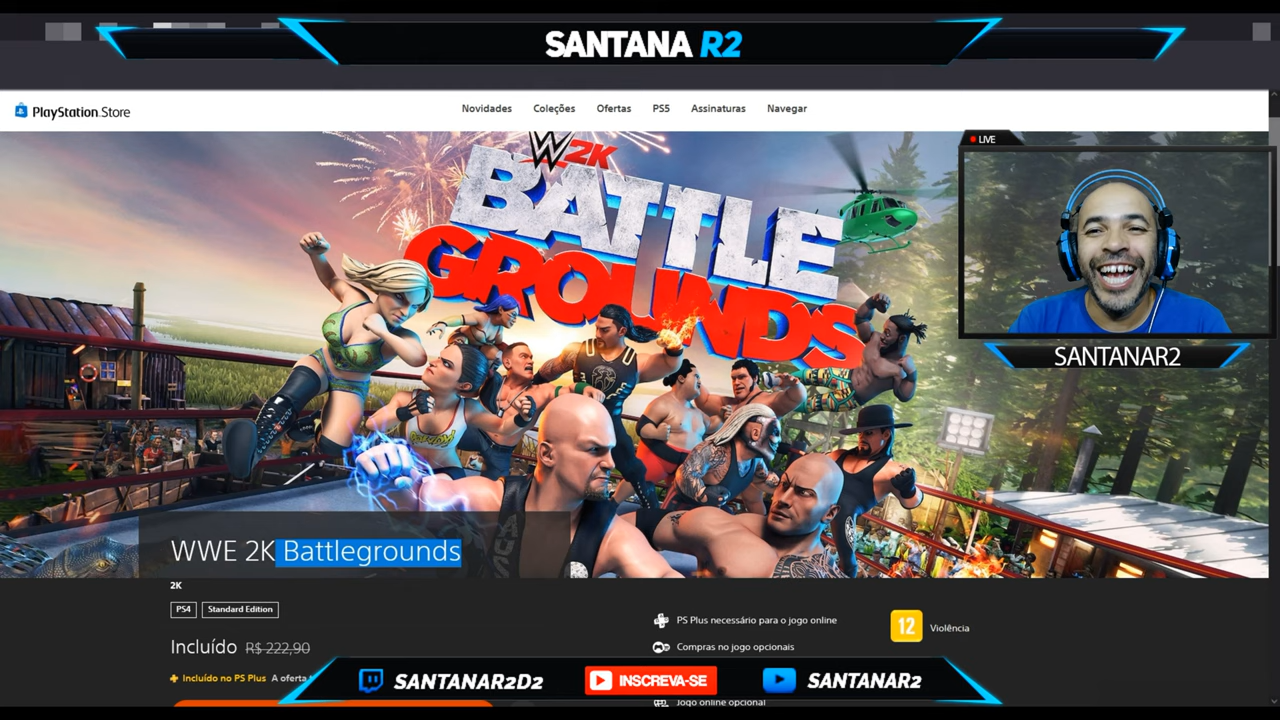 SANTANA R2
PlayStation Store
Novidades Coleções Ofertas PS5 Assinaturas Navegar
LIVE
W 2K
BATTLE
GROUNDS
SANTANAR2
WWE 2K Battlegrounds
2K
PS4 Standard Edition
PS Plus necessário para o jogo online
12 Violência
Incluído R$ 222,90
Compras no jogo opcionais
Incluído no PS Plus A oferta
SANTANAR2D2 INSCREVA-SE SANTANAR2
Jogo online opcional